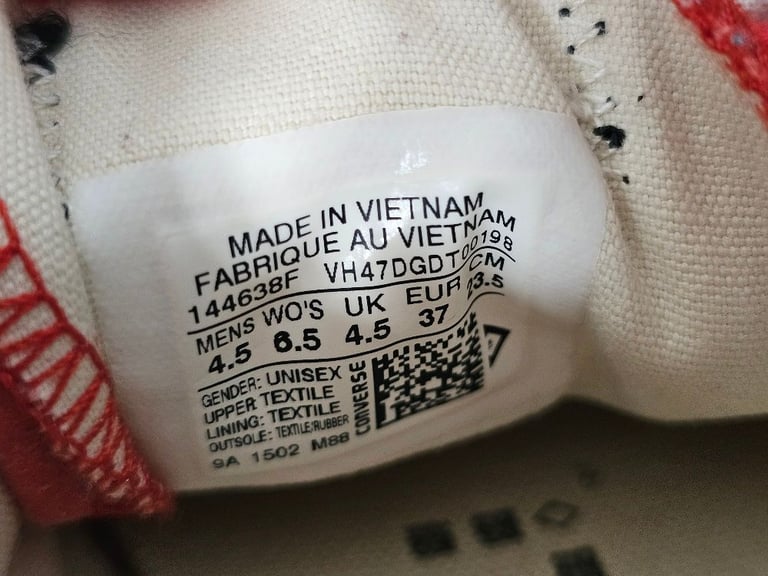 MADE IN VIETNAM
FABRIQUE AU VIETNAM
144638F VH47DGDT00198
MENS WO'S UK EUR CM
4.5 6.5 4.5 37 23.5
GENDER: UNISEX
UPPER: TEXTILE
LINING: TEXTILE
OUTSOLE: TEXTILE/RUBBER
9A 1502 M88
CONVERSE